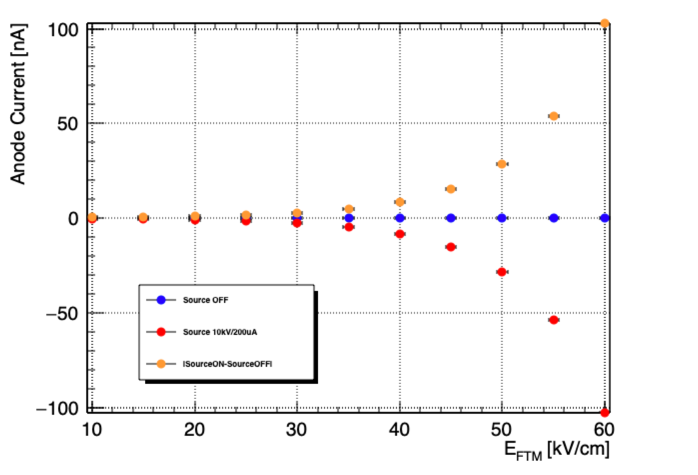 Anode Current [nA]
100
50
0
−50
−100
Source OFF
Source 10kV/200uA
|SourceON-SourceOFF|
10 20 30 40 50 60
E_FTM [kV/cm]